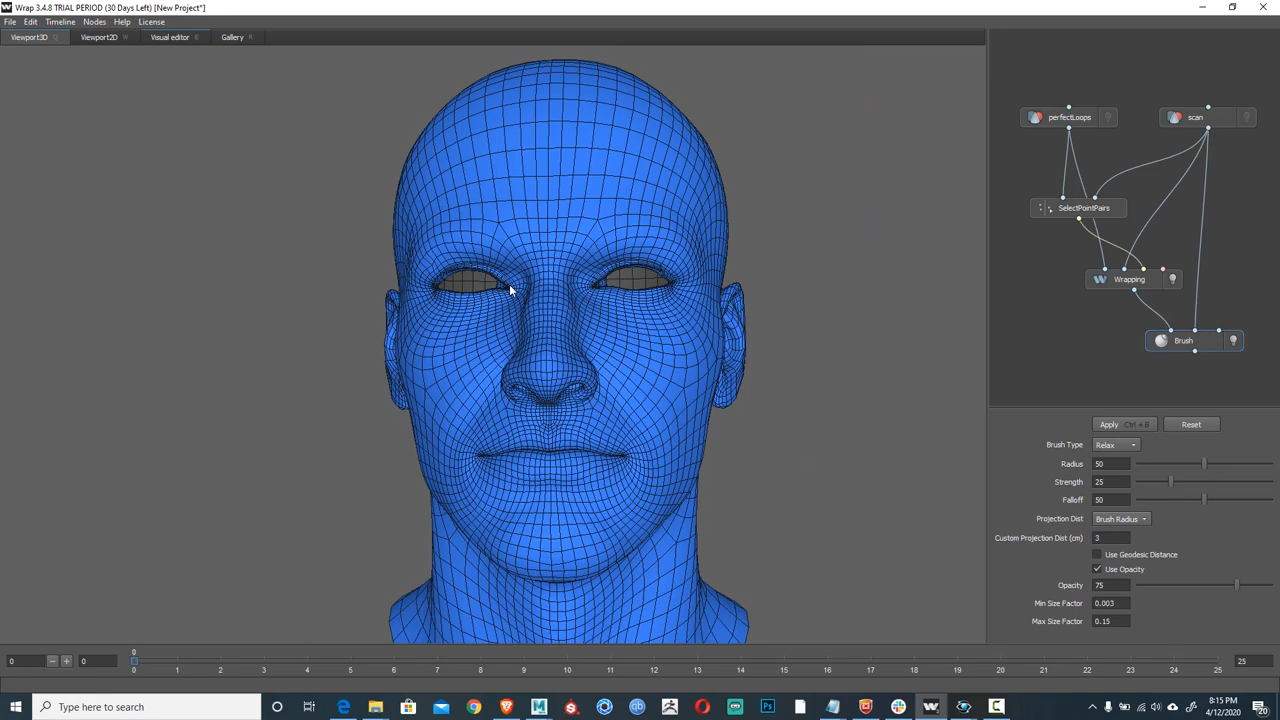 Wrap 3.4.8 TRIAL PERIOD (30 Days Left) [New Project*]
File Edit Timeline Nodes Help License
Viewport3D Q Viewport2D W Visual editor E Gallery R
perfectLoops scan
SelectPointPairs
Wrapping
Brush
Apply Ctrl + B Reset
Brush Type Relax
Radius 50
Strength 25
Falloff 50
Projection Dist Brush Radius
Custom Projection Dist (cm) 3
Use Geodesic Distance
Use Opacity
Opacity 75
Min Size Factor 0.003
Max Size Factor 0.15
0
0 0 25
0 1 2 3 4 5 6 7 8 9 10 11 12 13 14 15 16 17 18 19 20 21 22 23 24 25
Type here to search
8:15 PM
4/12/2020